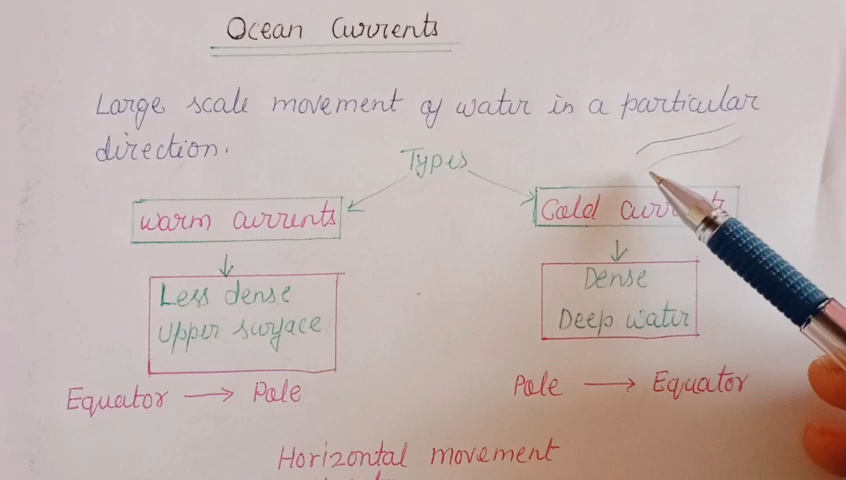 Ocean Currents
Large scale movement of water in a particular
direction.
Types
Warm currents
Cold currents
Less dense
Upper surface
Dense
Deep water
Equator → Pole
Pole → Equator
Horizontal movement